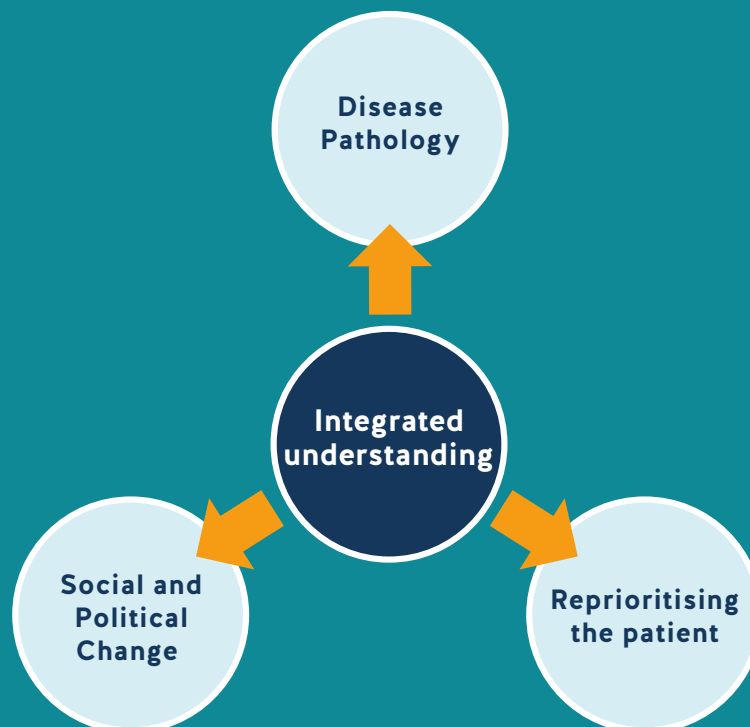 Disease
Pathology
Integrated
understanding
Social and
Political
Change
Reprioritising
the patient